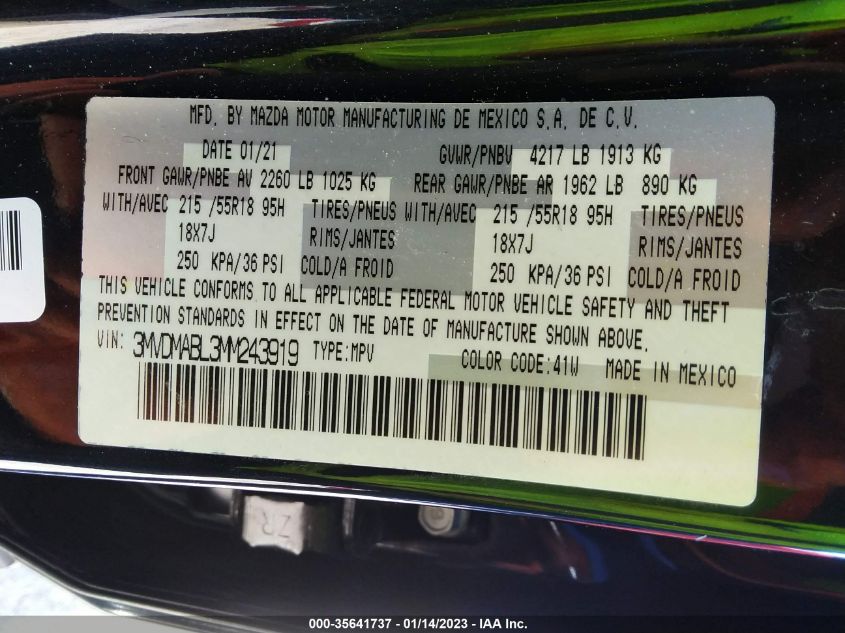 MFD. BY MAZDA MOTOR MANUFACTURING DE MEXICO S.A. DE C.V.
DATE 01/21 GVWR/PNBV 4217 LB 1913 KG
FRONT GAWR/PNBE AV 2260 LB 1025 KG REAR GAWR/PNBE AR 1962 LB 890 KG
WITH/AVEC 215 /55R18 95H TIRES/PNEUS WITH/AVEC 215 /55R18 95H TIRES/PNEUS
18X7J RIMS/JANTES 18X7J RIMS/JANTES
250 KPA/36 PSI COLD/A FROID 250 KPA/36 PSI COLD/A FROID
THIS VEHICLE CONFORMS TO ALL APPLICABLE FEDERAL MOTOR VEHICLE SAFETY AND THEFT
PREVENTION STANDARDS IN EFFECT ON THE DATE OF MANUFACTURE SHOWN ABOVE.
VIN: 3MVDMABL3MM243919 TYPE:MPV COLOR CODE:41W MADE IN MEXICO
ZR
000-35641737 - 01/14/2023 - IAA Inc.